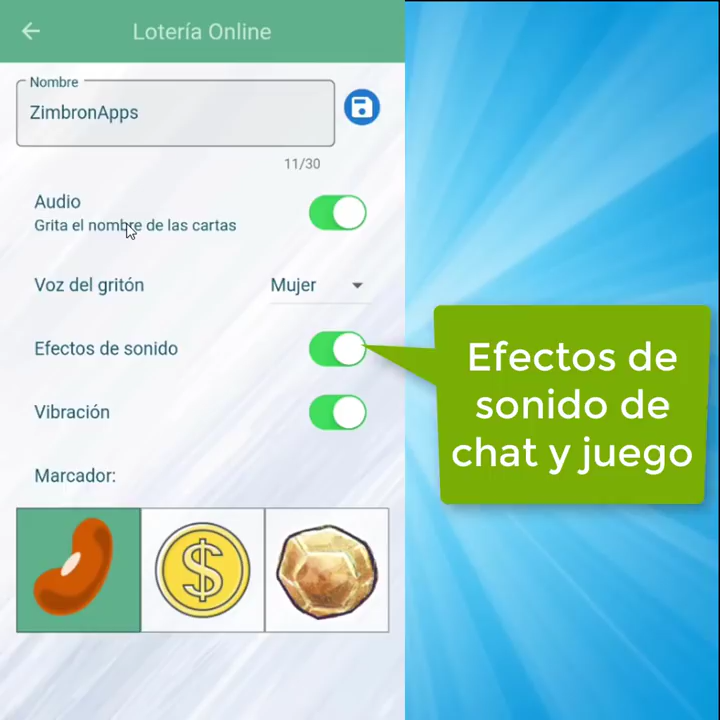 Lotería Online
Nombre
ZimbronApps
11/30
Audio
Grita el nombre de las cartas
Voz del gritón
Mujer
Efectos de sonido
Vibración
Marcador:
$
Efectos de
sonido de
chat y juego